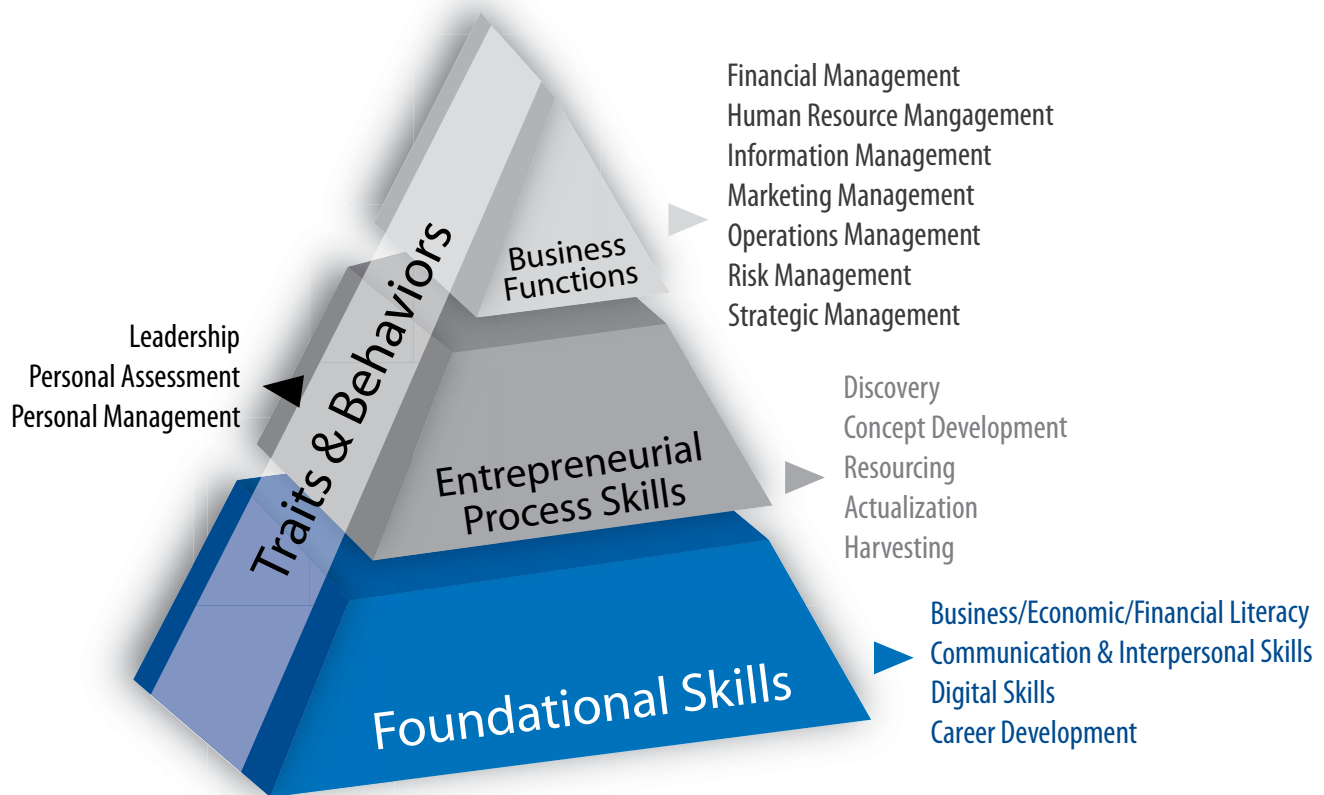 Financial Management
Human Resource Mangagement
Information Management
Marketing Management
Operations Management
Risk Management
Strategic Management
Business
Functions
Traits & Behaviors
Leadership
Personal Assessment
Personal Management
Discovery
Concept Development
Resourcing
Actualization
Harvesting
Entrepreneurial
Process Skills
Business/Economic/Financial Literacy
Communication & Interpersonal Skills
Digital Skills
Career Development
Foundational Skills